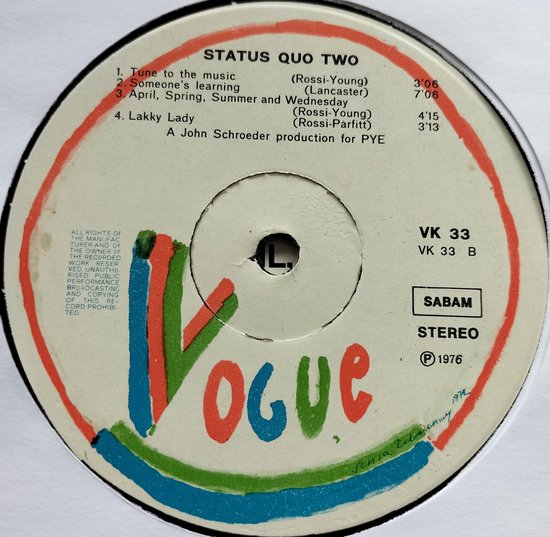 STATUS QUO TWO
1. Tune to the music (Rossi-Young) 3'06
2. Someone's learning (Lancaster) 7'06
3. April, Spring, Summer and Wednesday
(Rossi-Young) 4'15
4. Lakky Lady (Rossi-Parfitt) 3'13
A John Schroeder production for PYE
ALL RIGHTS OF
THE MANUFAC
TURER AND OF
THE OWNER OF
THE RECORDED
WORK RESER
VED. UNAUTHO
RISED PUBLIC
PERFORMANCE
BROADCASTING
AND COPYING
OF THIS RE-
CORD PROHIBI
TED.
L.
VK 33
VK 33 B
SABAM
STEREO
Ⓟ 1976
VOGUE
Sonia Delaunay